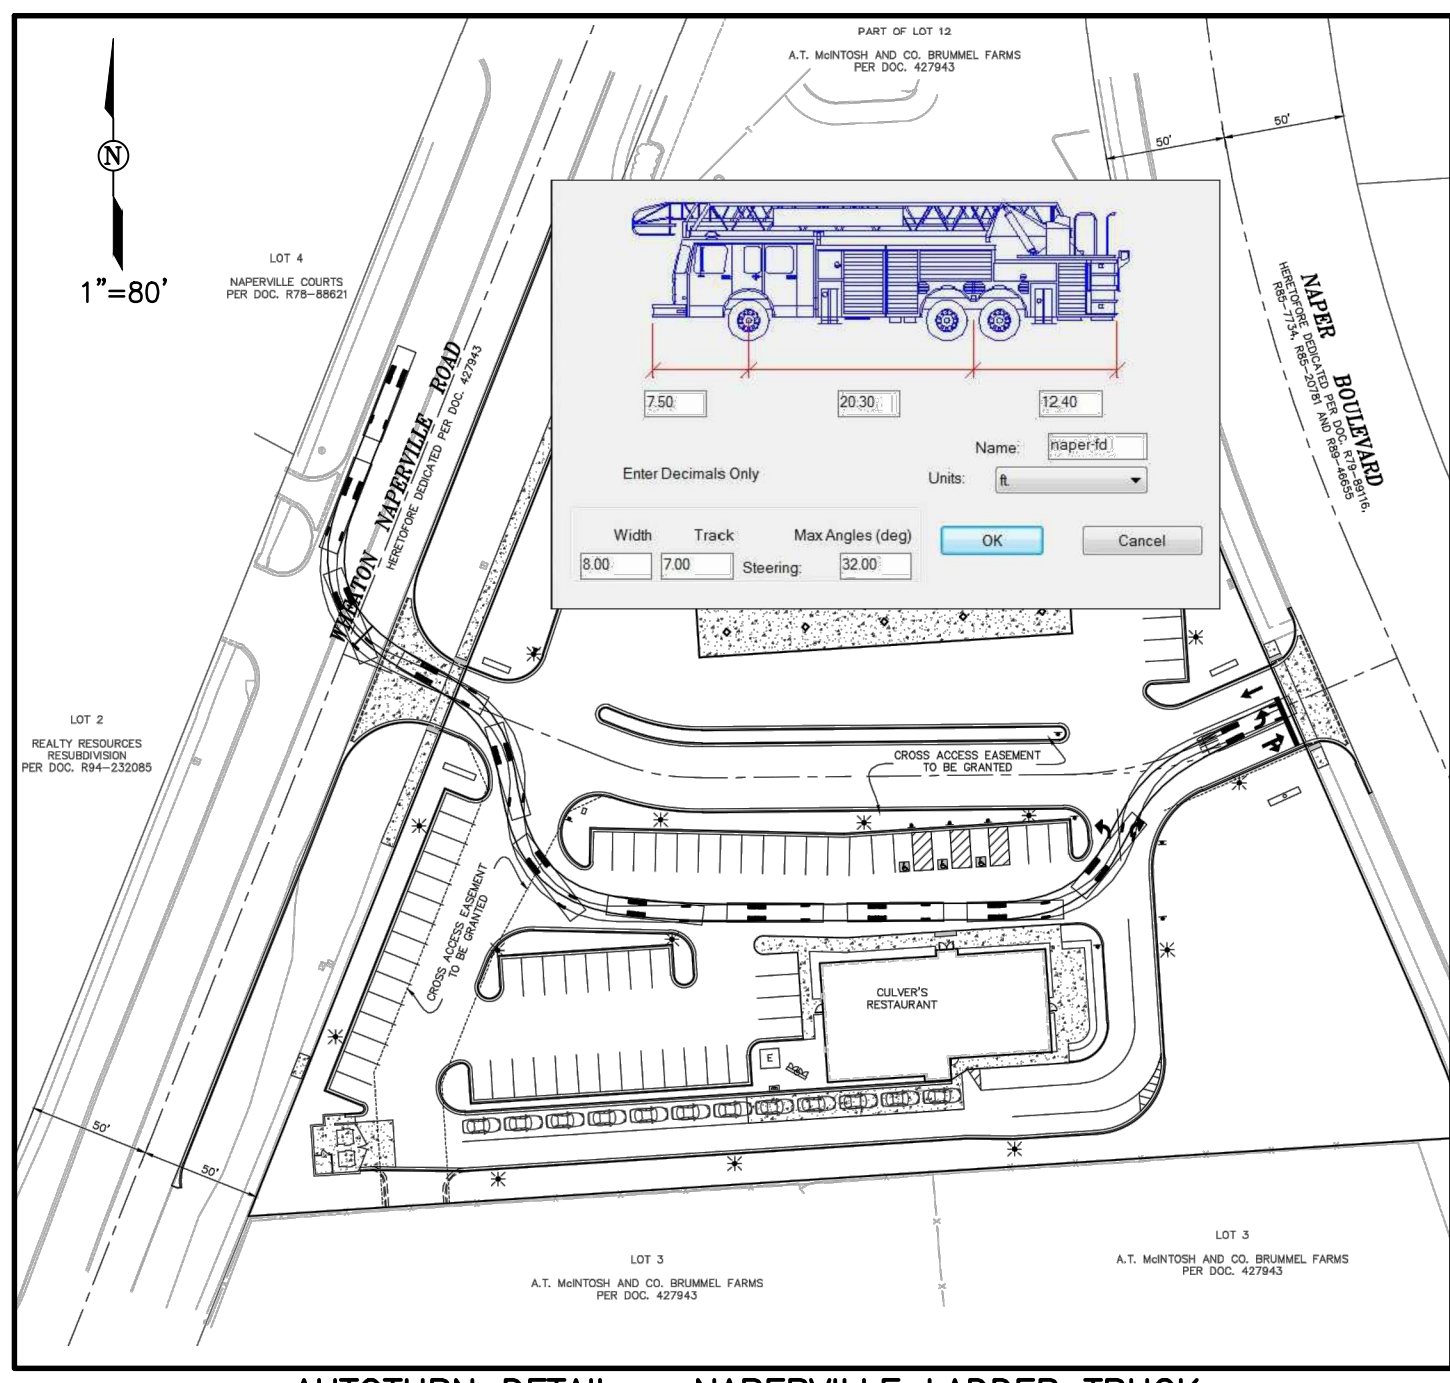 PART OF LOT 12
A.T. McINTOSH AND CO. BRUMMEL FARMS
PER DOC. 427943
50'
50'
N
1"=80'
LOT 4
NAPERVILLE COURTS
PER DOC. R78-88621
WHEATON NAPERVILLE ROAD
HERETOFORE DEDICATED PER DOC. 427943
7.50
20.30
12.40
Name:
naper-fd
Enter Decimals Only
Units:
ft.
Width
Track
Max Angles (deg)
8.00
7.00
Steering:
32.00
OK
Cancel
NAPER BOULEVARD
HERETOFORE DEDICATED PER DOC. R79-89116,
R85-7734, R85-20781 AND R89-46655
LOT 2
REALTY RESOURCES
RESUBDIVISION
PER DOC. R94-232085
CROSS ACCESS EASEMENT
TO BE GRANTED
CROSS ACCESS EASEMENT
TO BE GRANTED
CULVER'S
RESTAURANT
E
50'
50'
LOT 3
A.T. McINTOSH AND CO. BRUMMEL FARMS
PER DOC. 427943
LOT 3
A.T. McINTOSH AND CO. BRUMMEL FARMS
PER DOC. 427943
AUTOTURN DETAIL - NAPERVILLE LADDER TRUCK